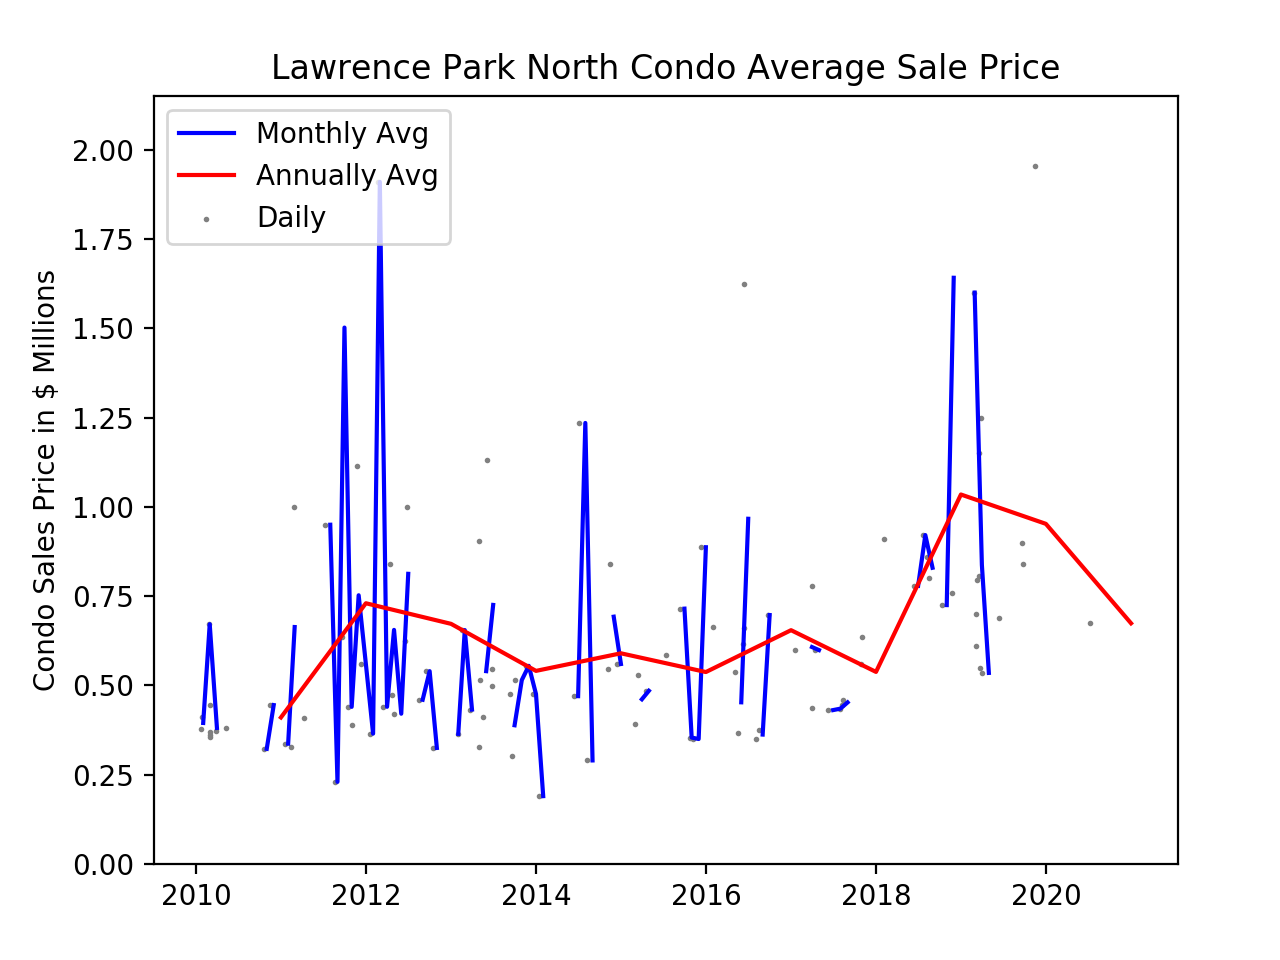 Lawrence Park North Condo Average Sale Price
Monthly Avg
Annually Avg
Daily
Condo Sales Price in $ Millions
2.00
1.75
1.50
1.25
1.00
0.75
0.50
0.25
0.00
2010 2012 2014 2016 2018 2020